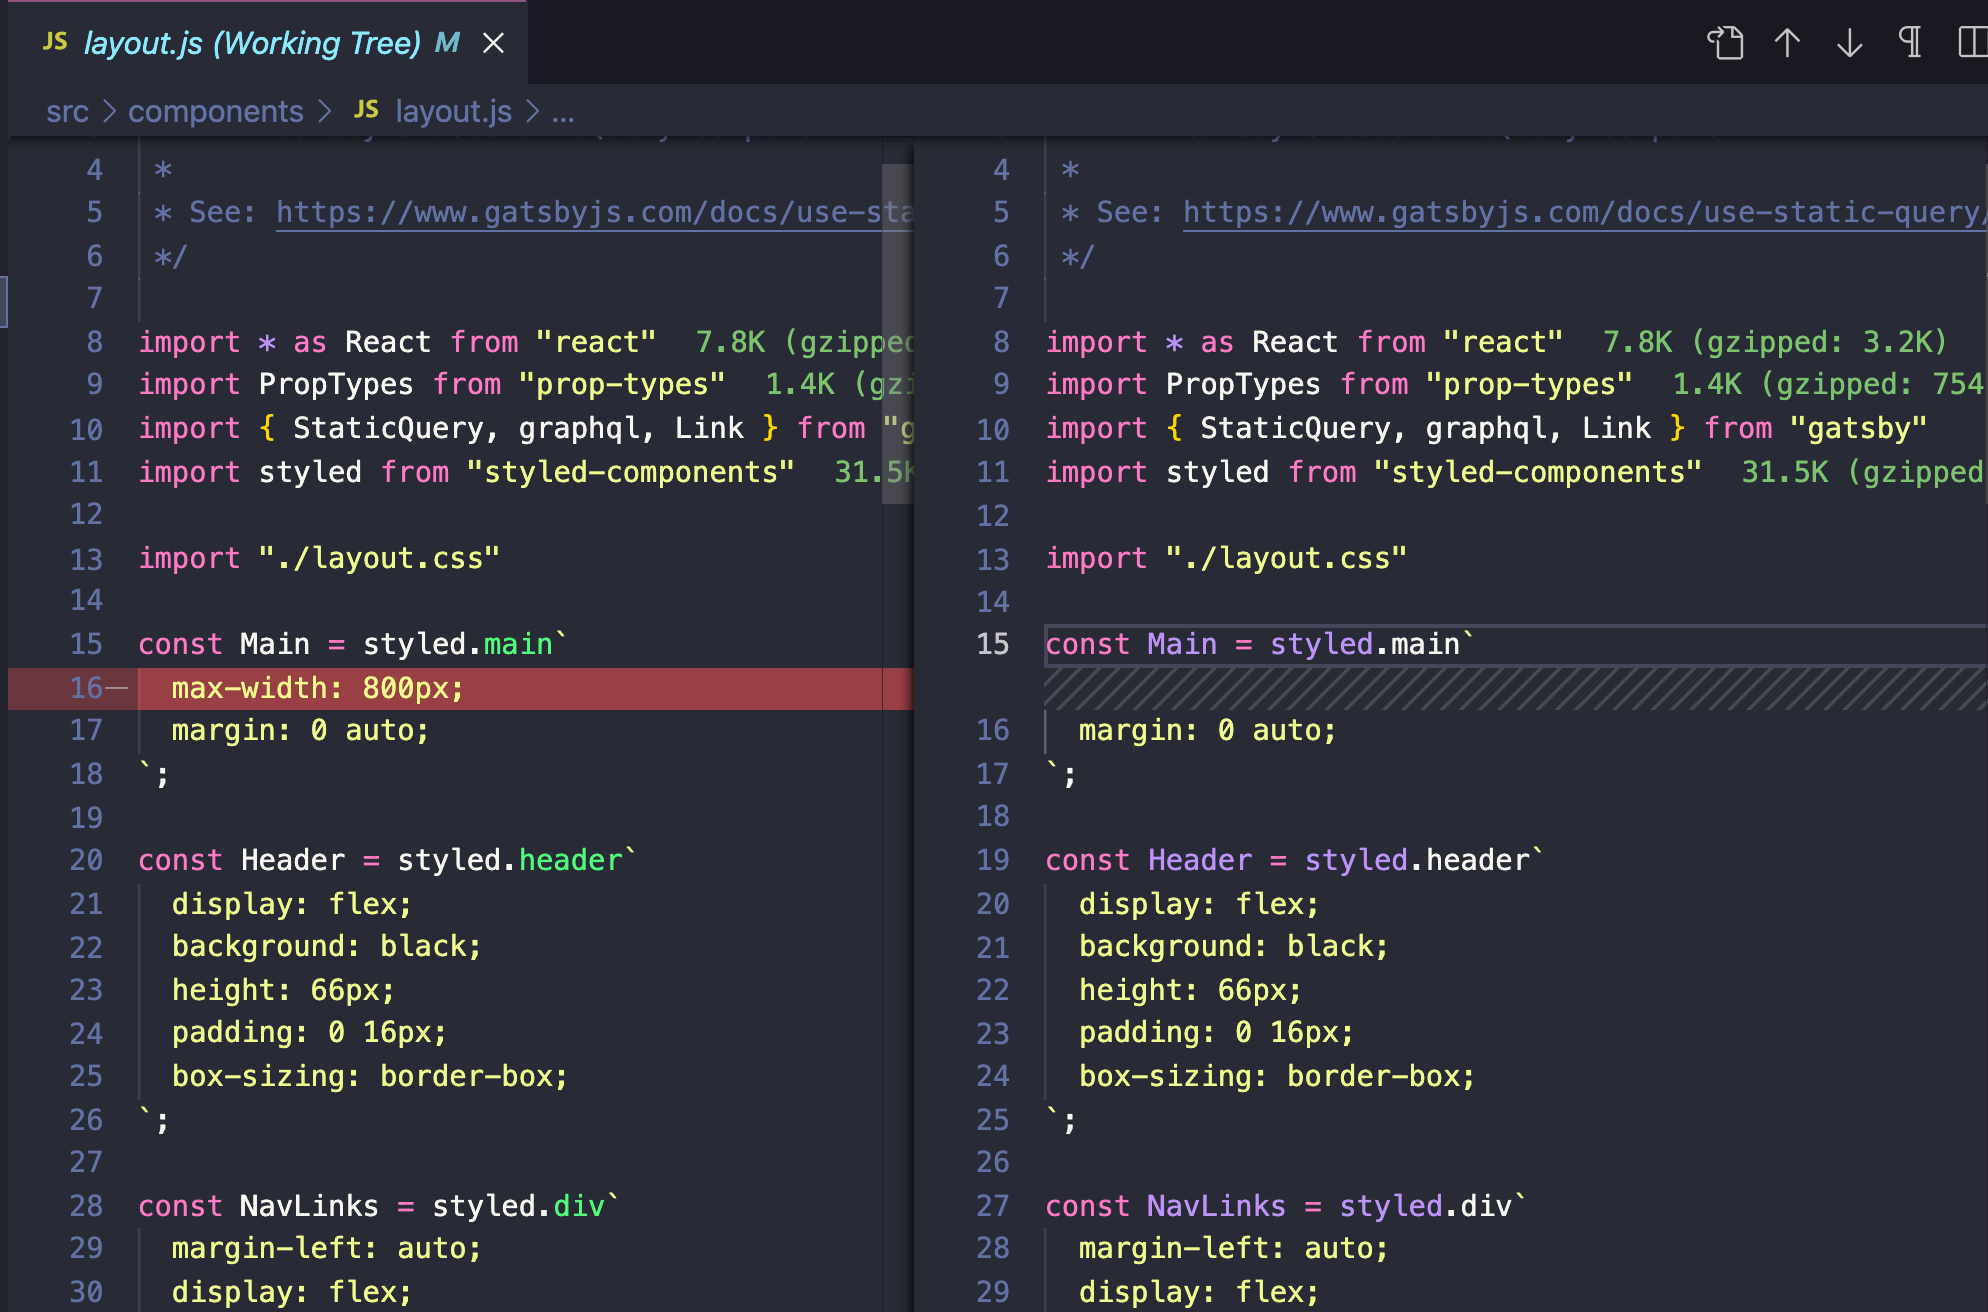 JS layout.js (Working Tree) M
src > components > JS layout.js > ...
4 *
5 * See: https://www.gatsbyjs.com/docs/use-sta
6 */
7
8 import * as React from "react" 7.8K (gzipped
9 import PropTypes from "prop-types" 1.4K (gzi
10 import { StaticQuery, graphql, Link } from "g
11 import styled from "styled-components" 31.5K
12
13 import "./layout.css"
14
15 const Main = styled.main`
16— max-width: 800px;
17 margin: 0 auto;
18 `;
19
20 const Header = styled.header`
21 display: flex;
22 background: black;
23 height: 66px;
24 padding: 0 16px;
25 box-sizing: border-box;
26 `;
27
28 const NavLinks = styled.div`
29 margin-left: auto;
30 display: flex;
4 *
5 * See: https://www.gatsbyjs.com/docs/use-static-query/
6 */
7
8 import * as React from "react" 7.8K (gzipped: 3.2K)
9 import PropTypes from "prop-types" 1.4K (gzipped: 754
10 import { StaticQuery, graphql, Link } from "gatsby"
11 import styled from "styled-components" 31.5K (gzipped
12
13 import "./layout.css"
14
15 const Main = styled.main`
16 margin: 0 auto;
17 `;
18
19 const Header = styled.header`
20 display: flex;
21 background: black;
22 height: 66px;
23 padding: 0 16px;
24 box-sizing: border-box;
25 `;
26
27 const NavLinks = styled.div`
28 margin-left: auto;
29 display: flex;